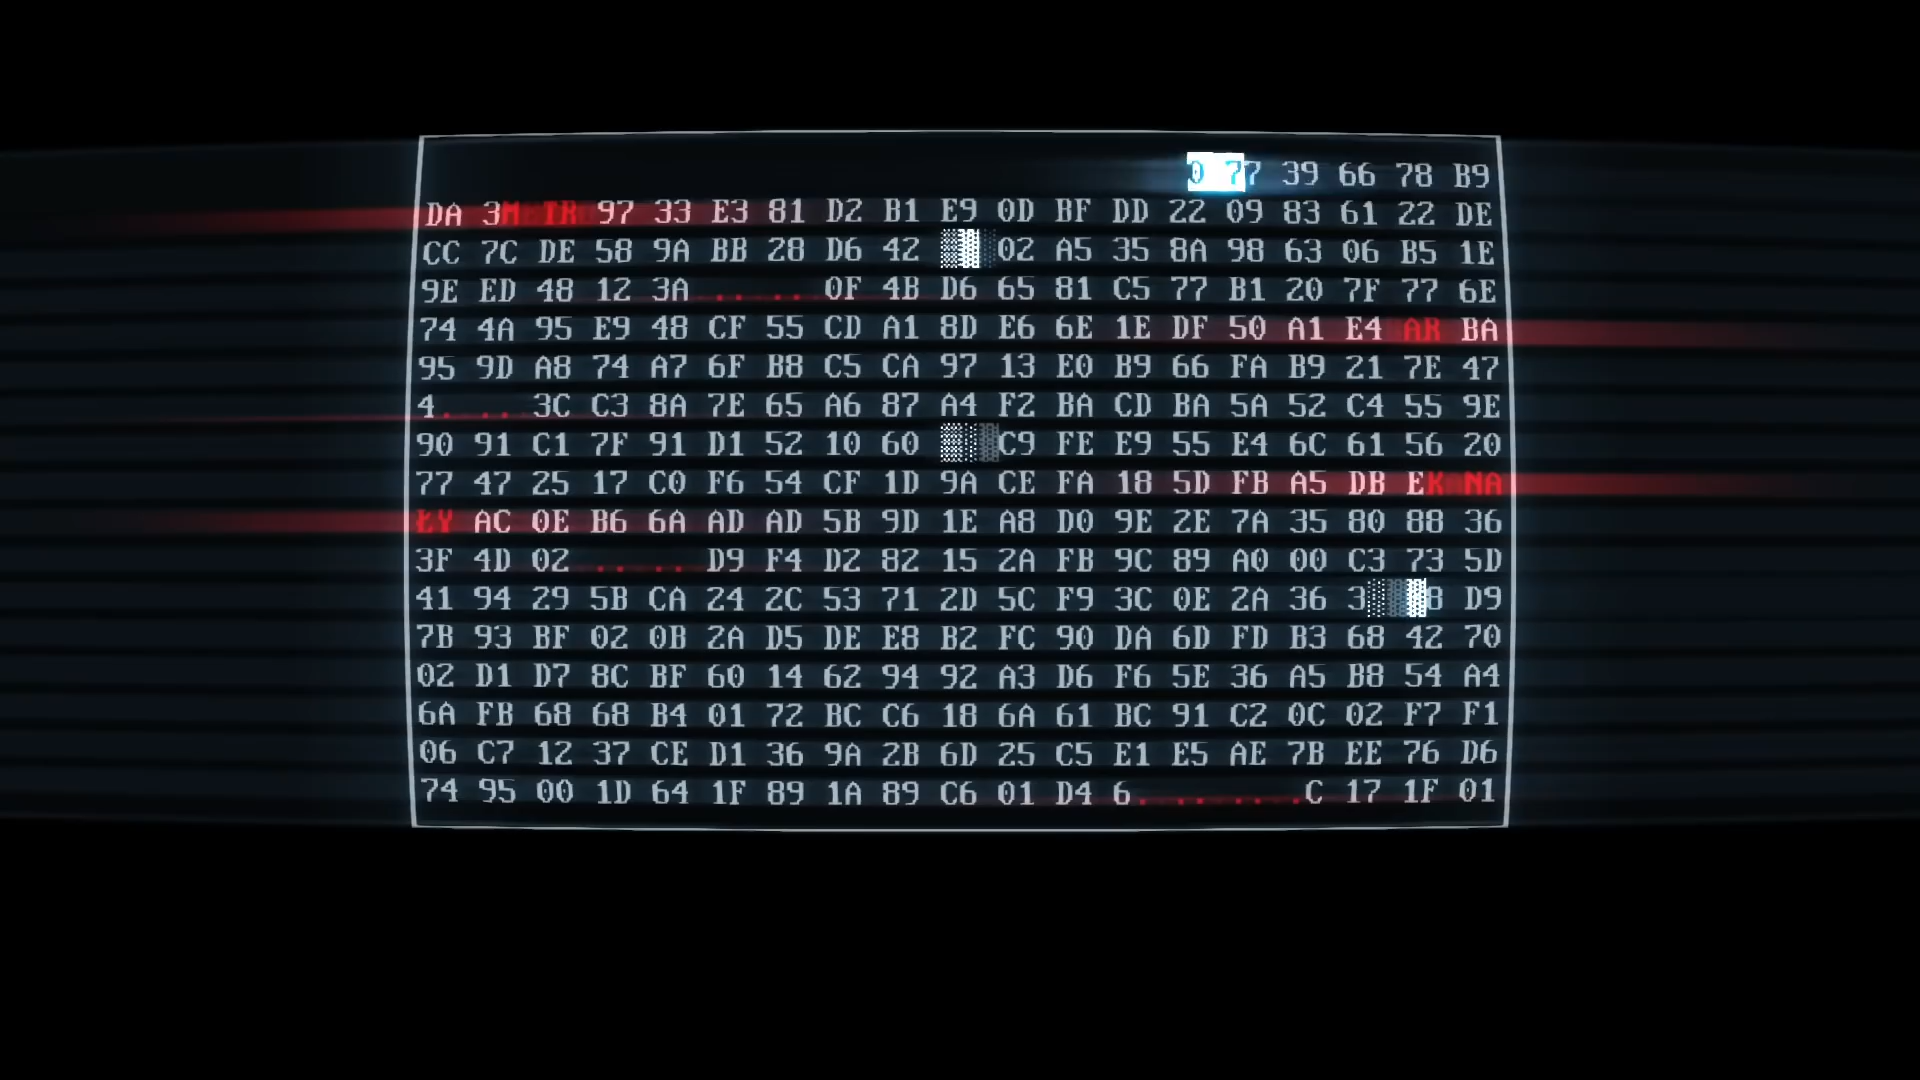 0 77 39 66 78 B9
DA 3M TR 97 33 E3 81 D2 B1 E9 0D BF DD 22 09 83 61 22 DE
CC 7C DE 58 9A BB 28 D6 42 02 A5 35 8A 98 63 06 B5 1E
9E ED 48 12 3A ..... 0F 4B D6 65 81 C5 77 B1 20 7F 77 6E
74 4A 95 E9 48 CF 55 CD A1 8D E6 6E 1E DF 50 A1 E4 AR BA
95 9D A8 74 A7 6F B8 C5 CA 97 13 E0 B9 66 FA B9 21 7E 47
4.... 3C C3 8A 7E 65 A6 87 A4 F2 BA CD BA 5A 52 C4 55 9E
90 91 C1 7F 91 D1 52 10 60 C9 FE E9 55 E4 6C 61 56 20
77 47 25 17 C0 F6 54 CF 1D 9A CE FA 18 5D FB A5 DB EK NA
ŁY AC 0E B6 6A AD AD 5B 9D 1E A8 D0 9E 2E 7A 35 80 88 36
3F 4D 02 ..... D9 F4 D2 82 15 2A FB 9C 89 A0 00 C3 73 5D
41 94 29 5B CA 24 2C 53 71 2D 5C F9 3C 0E 2A 36 3 8 D9
7B 93 BF 02 0B 2A D5 DE E8 B2 FC 90 DA 6D FD B3 68 42 70
02 D1 D7 8C BF 60 14 62 94 92 A3 D6 F6 5E 36 A5 B8 54 A4
6A FB 68 68 B4 01 72 BC C6 18 6A 61 BC 91 C2 0C 02 F7 F1
06 C7 12 37 CE D1 36 9A 2B 6D 25 C5 E1 E5 AE 7B EE 76 D6
74 95 00 1D 64 1F 89 1A 89 C6 01 D4 6.......C 17 1F 01